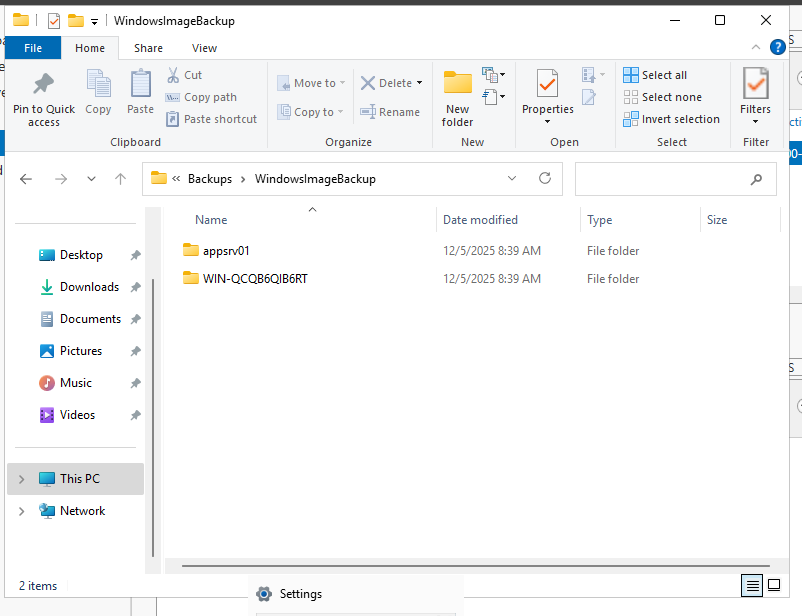 WindowsImageBackup
File Home Share View
Pin to Quick access
Copy
Paste
Cut
Copy path
Paste shortcut
Clipboard
Move to
Copy to
Delete
Rename
Organize
New folder
New
Properties
Open
Select all
Select none
Invert selection
Select
Filters
Filter
« Backups > WindowsImageBackup
Name Date modified Type Size
appsrv01 12/5/2025 8:39 AM File folder
WIN-QCQB6QIB6RT 12/5/2025 8:39 AM File folder
Desktop
Downloads
Documents
Pictures
Music
Videos
This PC
Network
2 items
Settings